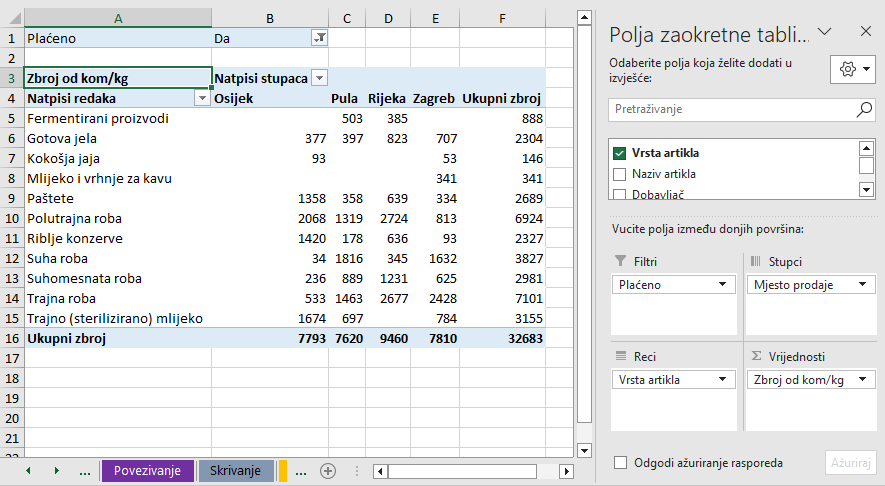 A B C D E F
1 Plaćeno Da
2
3 Zbroj od kom/kg Natpisi stupaca
4 Natpisi redaka Osijek Pula Rijeka Zagreb Ukupni zbroj
5 Fermentirani proizvodi 503 385 888
6 Gotova jela 377 397 823 707 2304
7 Kokošja jaja 93 53 146
8 Mlijeko i vrhnje za kavu 341 341
9 Paštete 1358 358 639 334 2689
10 Polutrajna roba 2068 1319 2724 813 6924
11 Riblje konzerve 1420 178 636 93 2327
12 Suha roba 34 1816 345 1632 3827
13 Suhomesnata roba 236 889 1231 625 2981
14 Trajna roba 533 1463 2677 2428 7101
15 Trajno (sterilizirano) mlijeko 1674 697 784 3155
16 Ukupni zbroj 7793 7620 9460 7810 32683
17
18
19
20
21
22
... Povezivanje Skrivanje ...
Polja zaokretne tabli...
Odaberite polja koja želite dodati u
izvješće:
Pretraživanje
Vrsta artikla
Naziv artikla
Dobavljač
Vucite polja između donjih površina:
Filtri
Plaćeno
Stupci
Mjesto prodaje
Reci
Vrsta artikla
Σ Vrijednosti
Zbroj od kom/kg
Odgodi ažuriranje rasporeda
Ažuriraj